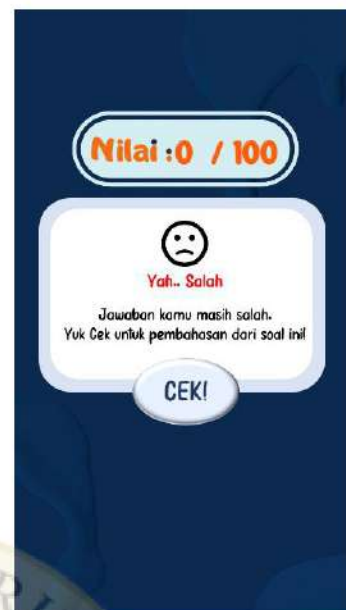 Nilai :0 / 100
Yah.. Salah
Jawaban kamu masih salah.
Yuk Cek untuk pembahasan dari soal ini!
CEK!